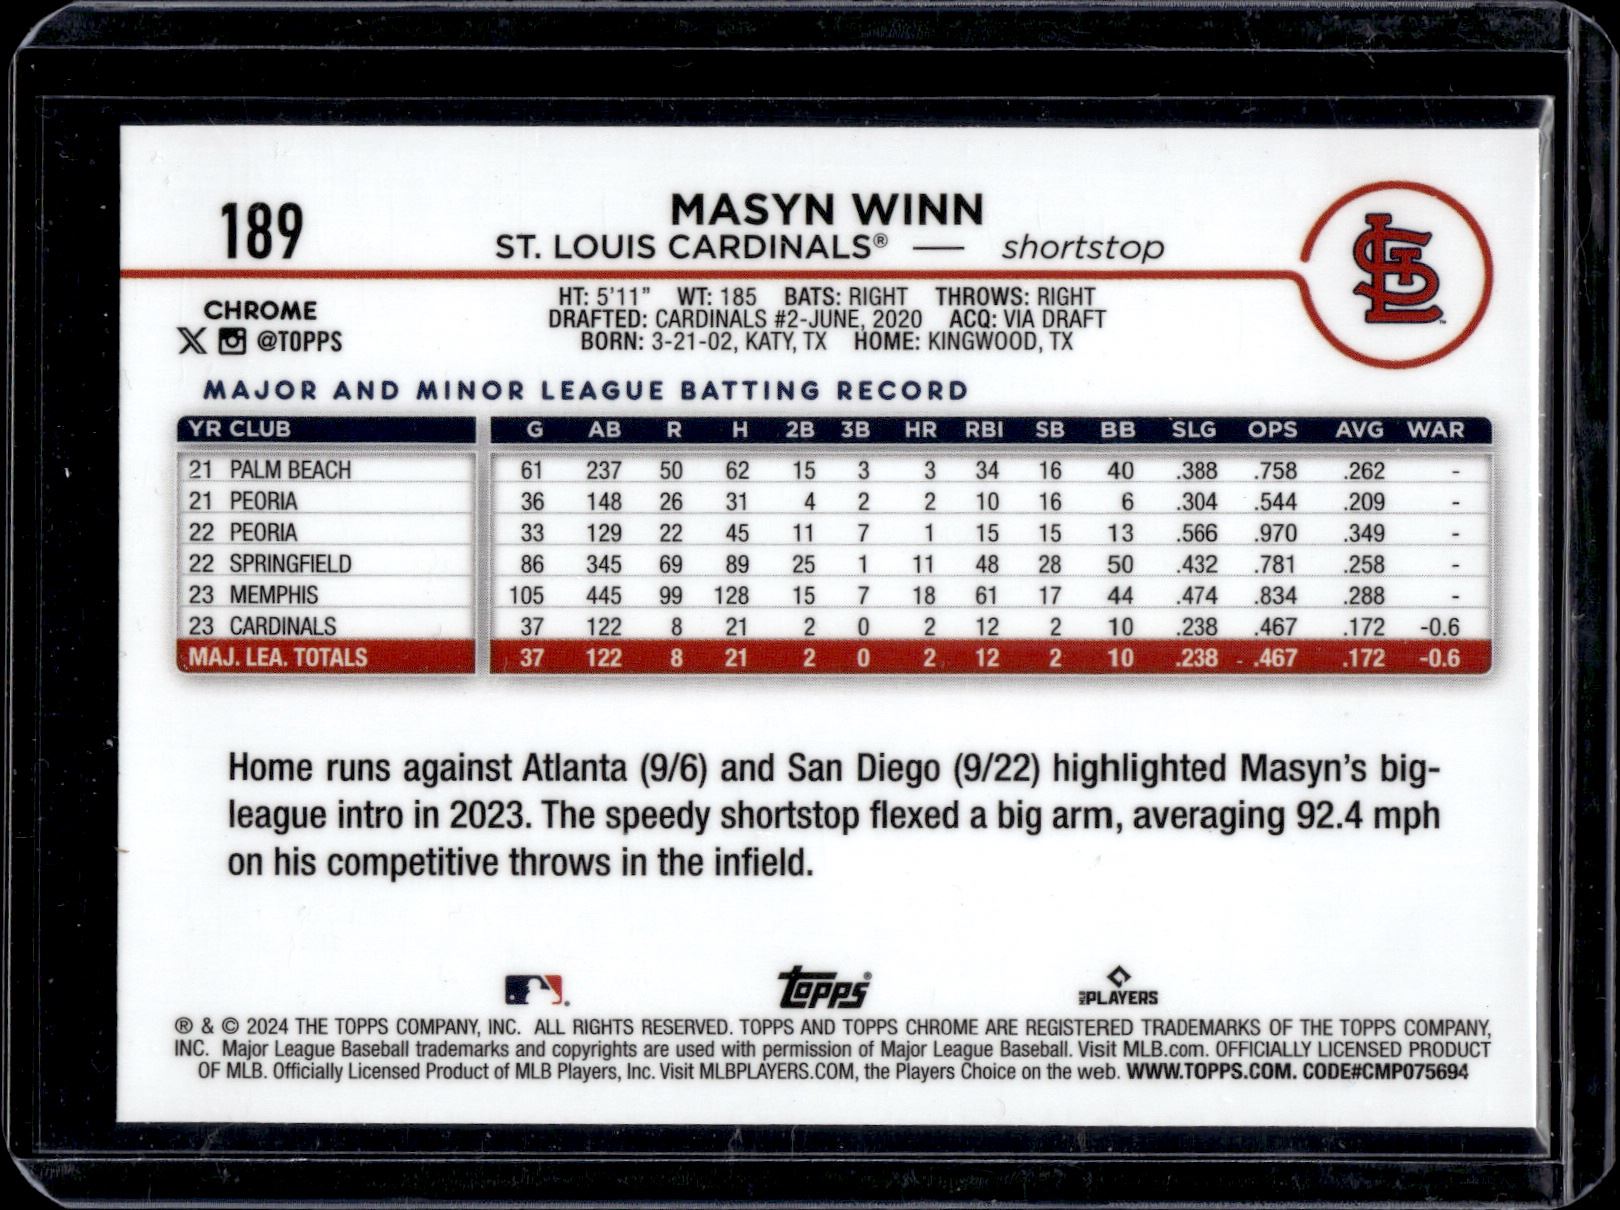 189
MASYN WINN
ST. LOUIS CARDINALS® — shortstop
STL
™
CHROME
X @TOPPS
HT: 5'11" WT: 185 BATS: RIGHT THROWS: RIGHT
DRAFTED: CARDINALS #2-JUNE, 2020 ACQ: VIA DRAFT
BORN: 3-21-02, KATY, TX HOME: KINGWOOD, TX
MAJOR AND MINOR LEAGUE BATTING RECORD
YR CLUB G AB R H 2B 3B HR RBI SB BB SLG OPS AVG WAR
21 PALM BEACH 61 237 50 62 15 3 3 34 16 40 .388 .758 .262 -
21 PEORIA 36 148 26 31 4 2 2 10 16 6 .304 .544 .209 -
22 PEORIA 33 129 22 45 11 7 1 15 15 13 .566 .970 .349 -
22 SPRINGFIELD 86 345 69 89 25 1 11 48 28 50 .432 .781 .258 -
23 MEMPHIS 105 445 99 128 15 7 18 61 17 44 .474 .834 .288 -
23 CARDINALS 37 122 8 21 2 0 2 12 2 10 .238 .467 .172 -0.6
MAJ. LEA. TOTALS 37 122 8 21 2 0 2 12 2 10 .238 .467 .172 -0.6
Home runs against Atlanta (9/6) and San Diego (9/22) highlighted Masyn's big-
league intro in 2023. The speedy shortstop flexed a big arm, averaging 92.4 mph
on his competitive throws in the infield.
topps® MLB PLAYERS
® & © 2024 THE TOPPS COMPANY, INC. ALL RIGHTS RESERVED. TOPPS AND TOPPS CHROME ARE REGISTERED TRADEMARKS OF THE TOPPS COMPANY,
INC. Major League Baseball trademarks and copyrights are used with permission of Major League Baseball. Visit MLB.com. OFFICIALLY LICENSED PRODUCT
OF MLB. Officially Licensed Product of MLB Players, Inc. Visit MLBPLAYERS.COM, the Players Choice on the web. WWW.TOPPS.COM. CODE#CMP075694